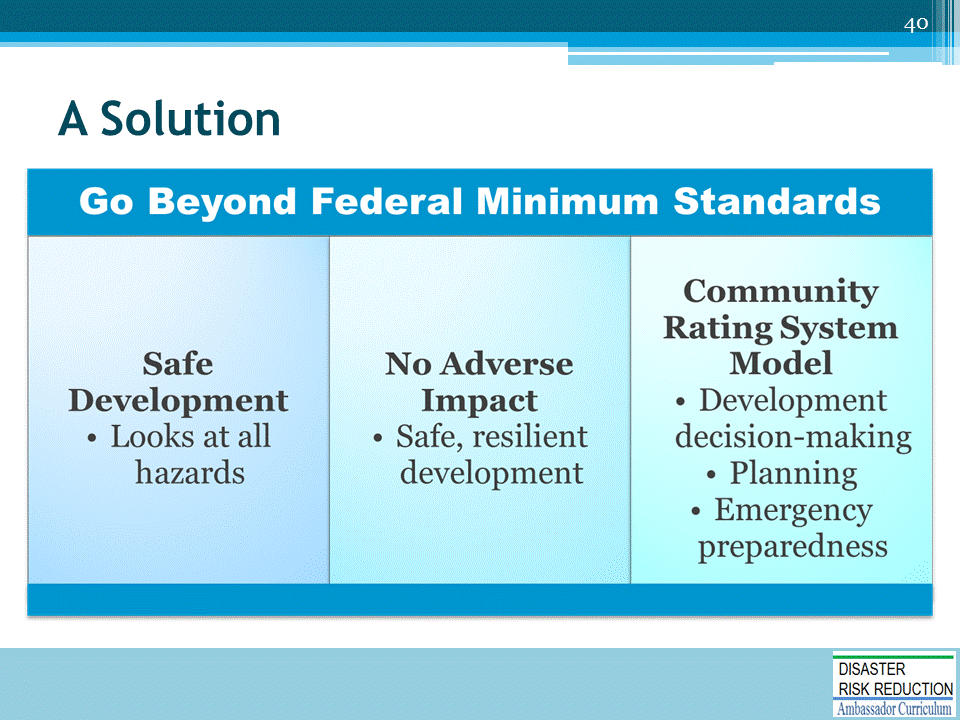 40
A Solution
Go Beyond Federal Minimum Standards
Safe
Development
• Looks at all
hazards
No Adverse
Impact
• Safe, resilient
development
Community
Rating System
Model
• Development
decision-making
• Planning
• Emergency
preparedness
DISASTER
RISK REDUCTION
Ambassador Curriculum